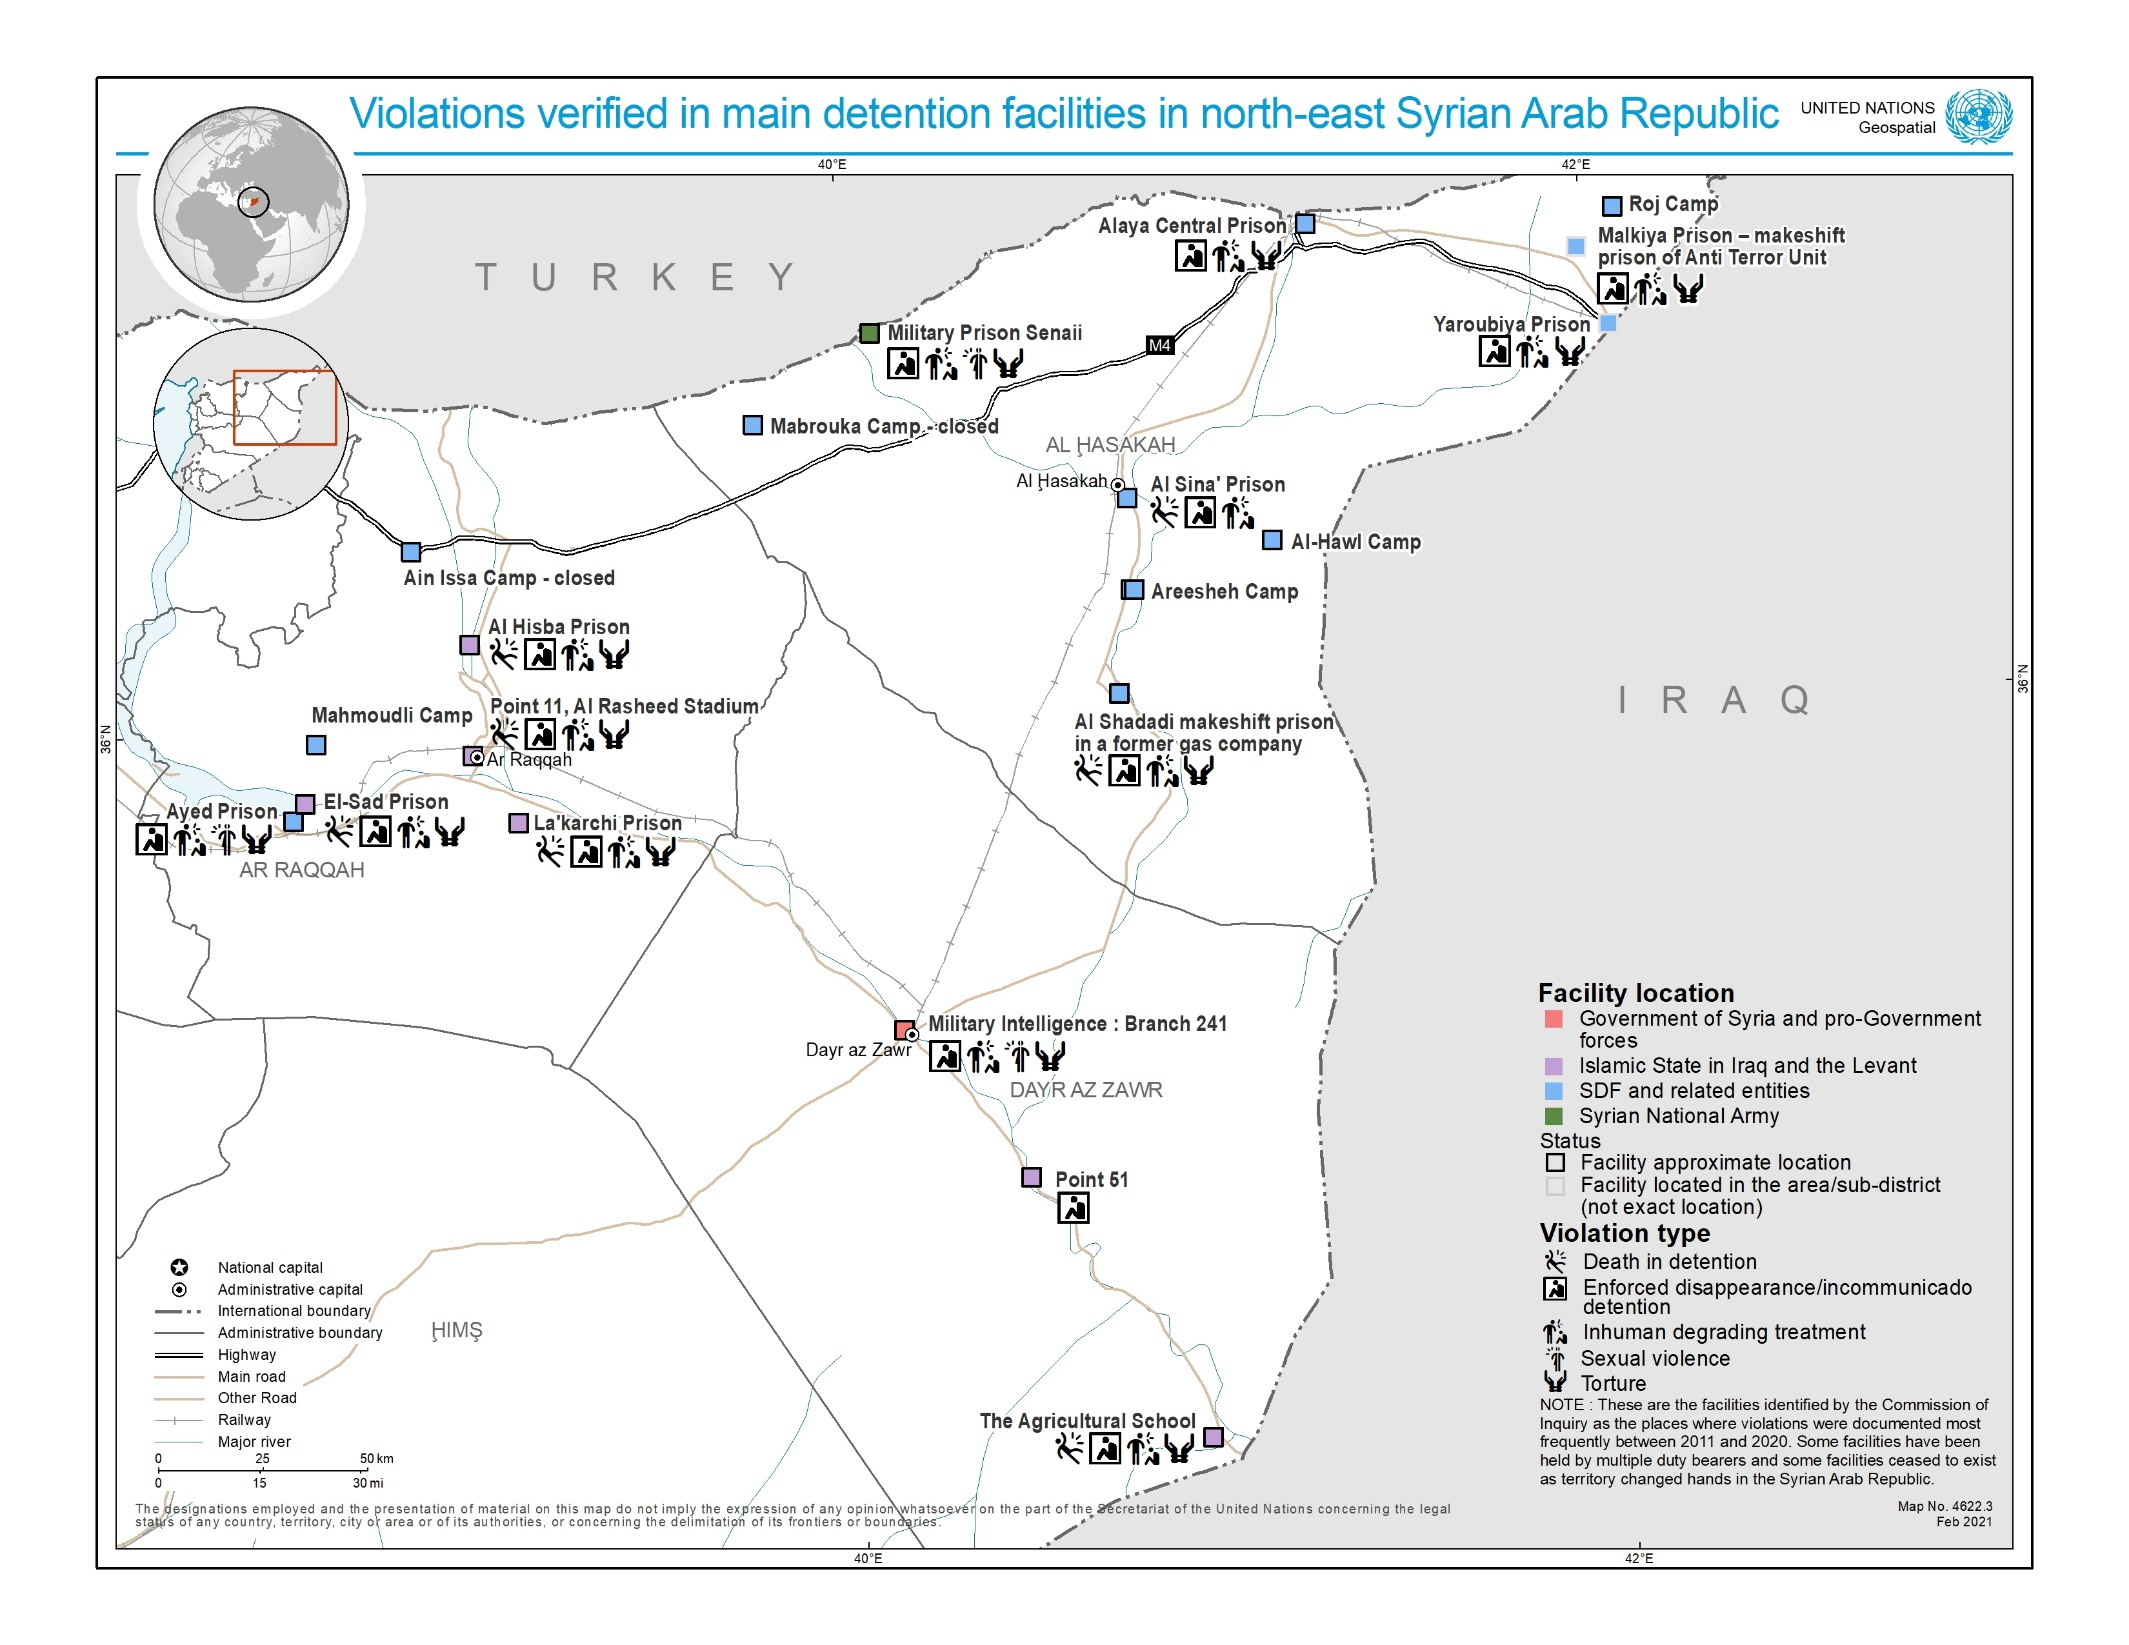 Violations verified in main detention facilities in north-east Syrian Arab Republic
UNITED NATIONS
Geospatial
40°E
42°E
TURKEY
Roj Camp
Alaya Central Prison
Malkiya Prison – makeshift
prison of Anti Terror Unit
Yaroubiya Prison
Military Prison Senaii
M4
Mabrouka Camp - closed
AL ḨASAKAH
Al Ḩasakah
Al Sina' Prison
Al-Hawl Camp
Ain Issa Camp - closed
Areesheh Camp
Al Hisba Prison
36°N
IRAQ
Point 11, Al Rasheed Stadium
Mahmoudli Camp
Al Shadadi makeshift prison
in a former gas company
36°N
Ar Raqqah
El-Sad Prison
Ayed Prison
La'karchi Prison
AR RAQQAH
Military Intelligence : Branch 241
Dayr az Zawr
DAYR AZ ZAWR
Point 51
ḨIMŞ
The Agricultural School
Facility location
Government of Syria and pro-Government
forces
Islamic State in Iraq and the Levant
SDF and related entities
Syrian National Army
Status
Facility approximate location
Facility located in the area/sub-district
(not exact location)
Violation type
Death in detention
Enforced disappearance/incommunicado
detention
Inhuman degrading treatment
Sexual violence
Torture
NOTE : These are the facilities identified by the Commission of
Inquiry as the places where violations were documented most
frequently between 2011 and 2020. Some facilities have been
held by multiple duty bearers and some facilities ceased to exist
as territory changed hands in the Syrian Arab Republic.
National capital
Administrative capital
International boundary
Administrative boundary
Highway
Main road
Other Road
Railway
Major river
0 25 50 km
0 15 30 mi
The designations employed and the presentation of material on this map do not imply the expression of any opinion whatsoever on the part of the Secretariat of the United Nations concerning the legal
status of any country, territory, city or area or of its authorities, or concerning the delimitation of its frontiers or boundaries.
Map No. 4622.3
Feb 2021
40°E
42°E